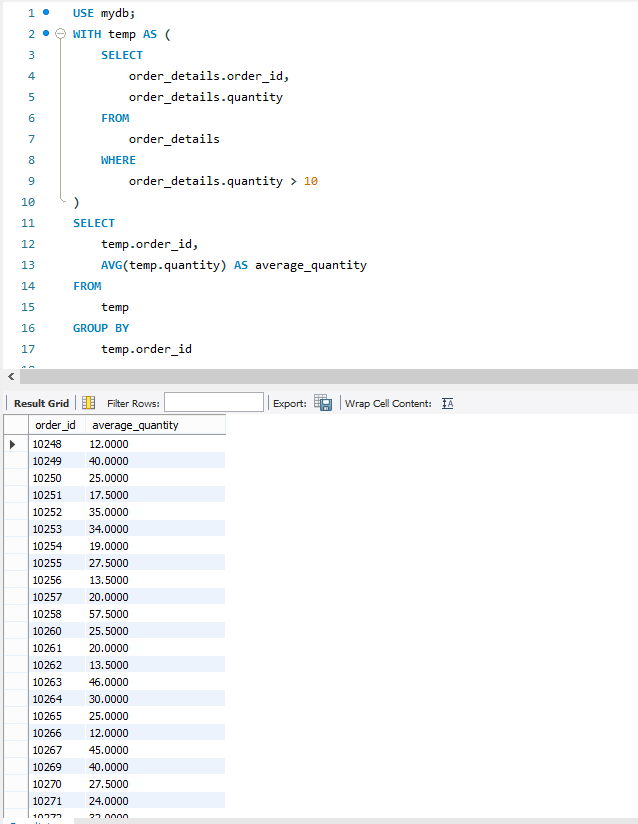 1 USE mydb;
2 WITH temp AS (
3 SELECT
4 order_details.order_id,
5 order_details.quantity
6 FROM
7 order_details
8 WHERE
9 order_details.quantity > 10
10 )
11 SELECT
12 temp.order_id,
13 AVG(temp.quantity) AS average_quantity
14 FROM
15 temp
16 GROUP BY
17 temp.order_id
Result Grid Filter Rows: Export: Wrap Cell Content: IA
order_id average_quantity
10248 12.0000
10249 40.0000
10250 25.0000
10251 17.5000
10252 35.0000
10253 34.0000
10254 19.0000
10255 27.5000
10256 13.5000
10257 20.0000
10258 57.5000
10260 25.5000
10261 20.0000
10262 13.5000
10263 46.0000
10264 30.0000
10265 25.0000
10266 12.0000
10267 45.0000
10269 40.0000
10270 27.5000
10271 24.0000
10272 32.0000